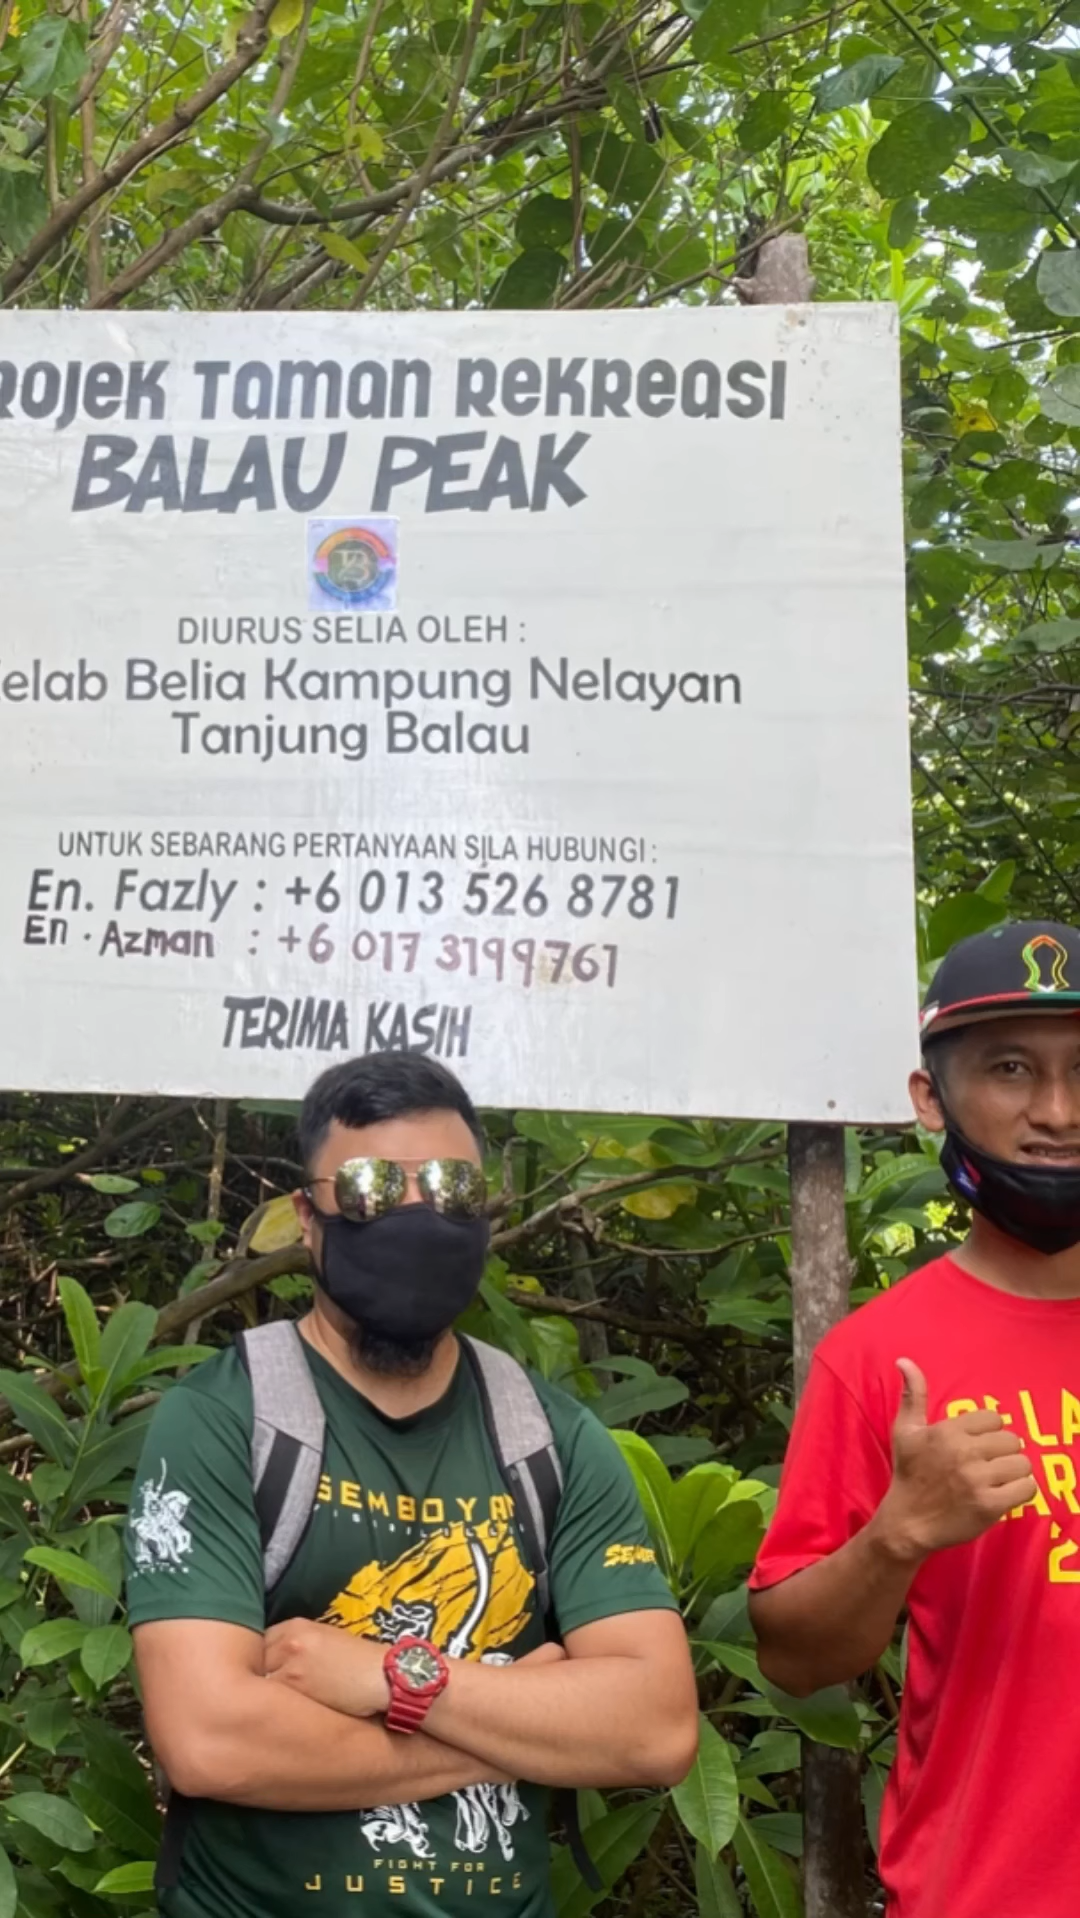 ROJEK TAMAN REKREASI
BALAU PEAK
DIURUS SELIA OLEH :
elab Belia Kampung Nelayan
Tanjung Balau
UNTUK SEBARANG PERTANYAAN SILA HUBUNGI :
En. Fazly : +6 013 526 8781
En . Azman : +6 017 3199761
TERIMA KASIH
SEMBOYAN
FIGHT FOR
JUSTICE